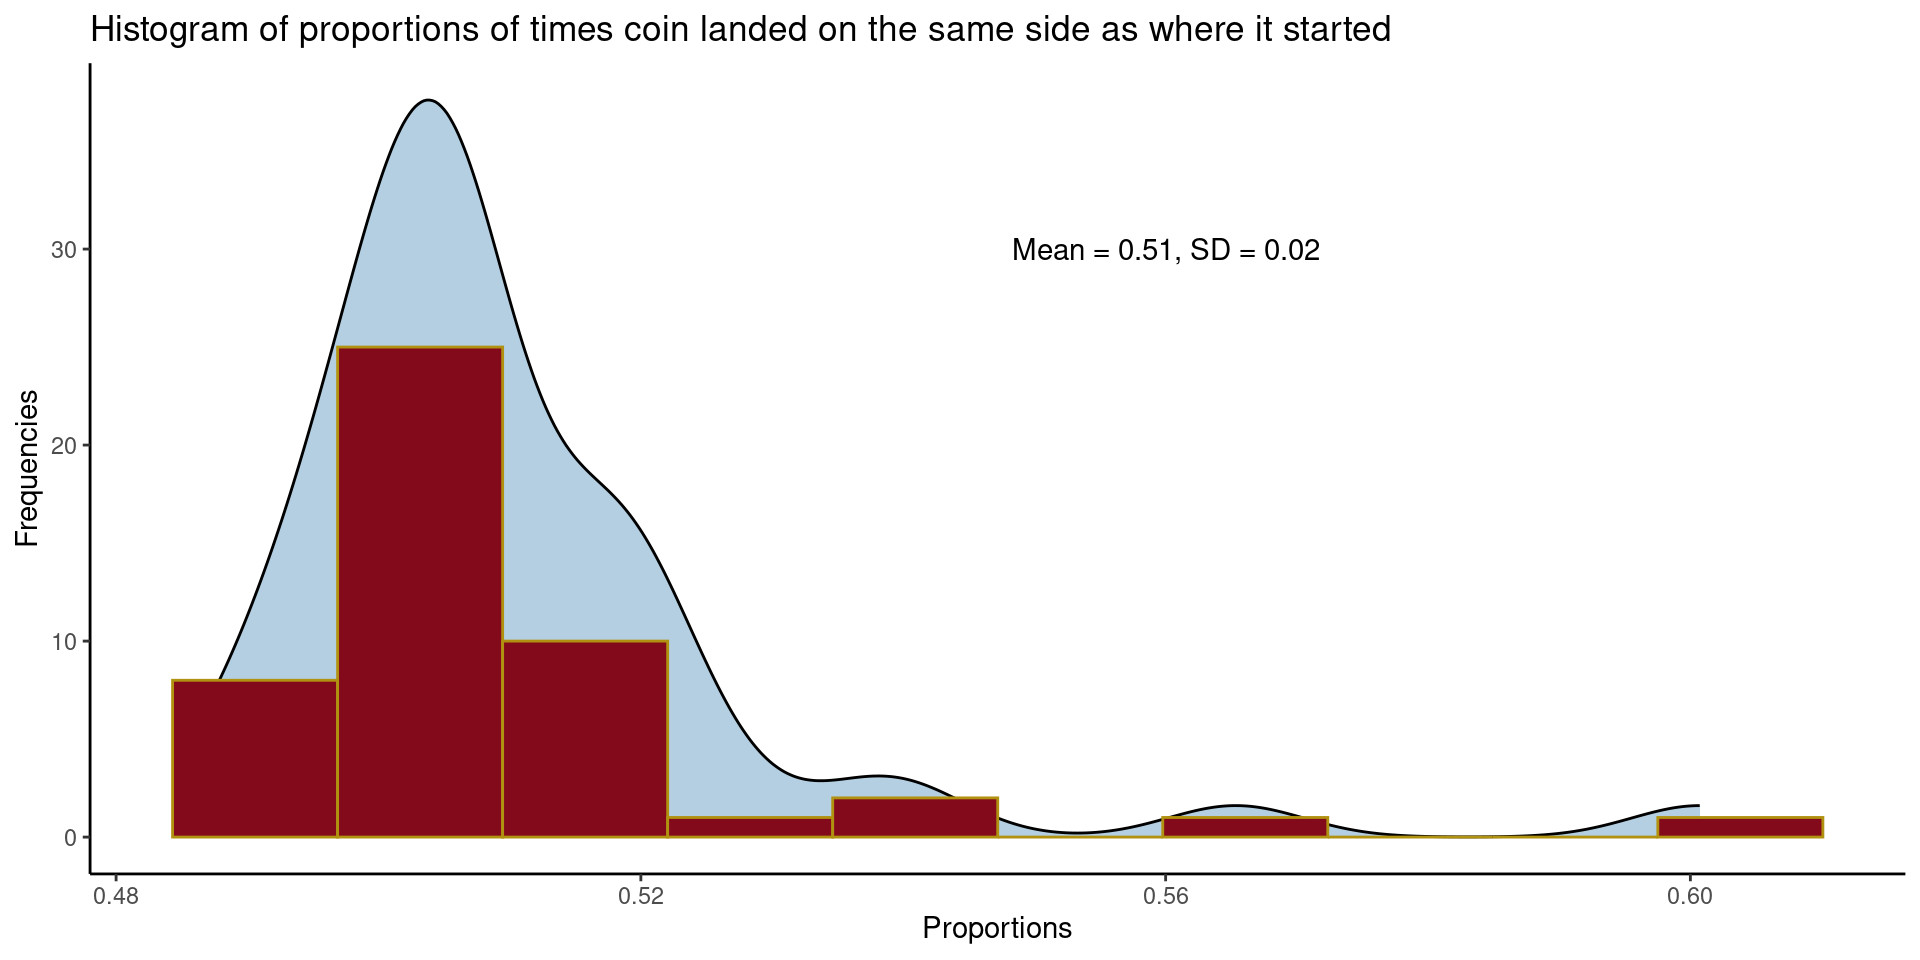 Histogram of proportions of times coin landed on the same side as where it started
Mean = 0.51, SD = 0.02
Frequencies
30
20
10
0
0.48
0.52
0.56
0.60
Proportions